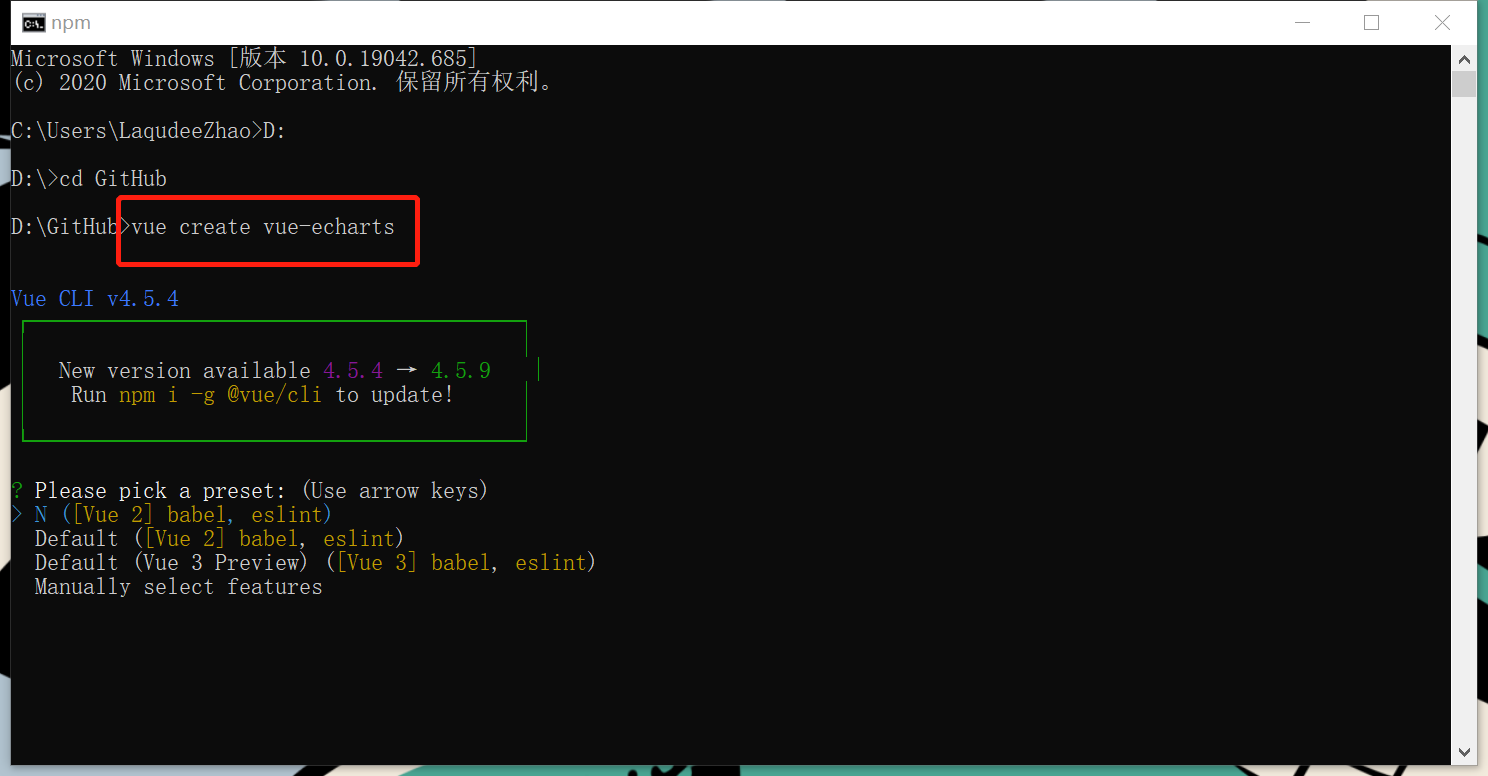 npm
Microsoft Windows [版本 10.0.19042.685]
(c) 2020 Microsoft Corporation. 保留所有权利。
C:\Users\LaqudeeZhao>D:
D:\>cd GitHub
D:\GitHub>vue create vue-echarts
Vue CLI v4.5.4
New version available 4.5.4 → 4.5.9
Run npm i -g @vue/cli to update!
? Please pick a preset: (Use arrow keys)
> N ([Vue 2] babel, eslint)
Default ([Vue 2] babel, eslint)
Default (Vue 3 Preview) ([Vue 3] babel, eslint)
Manually select features